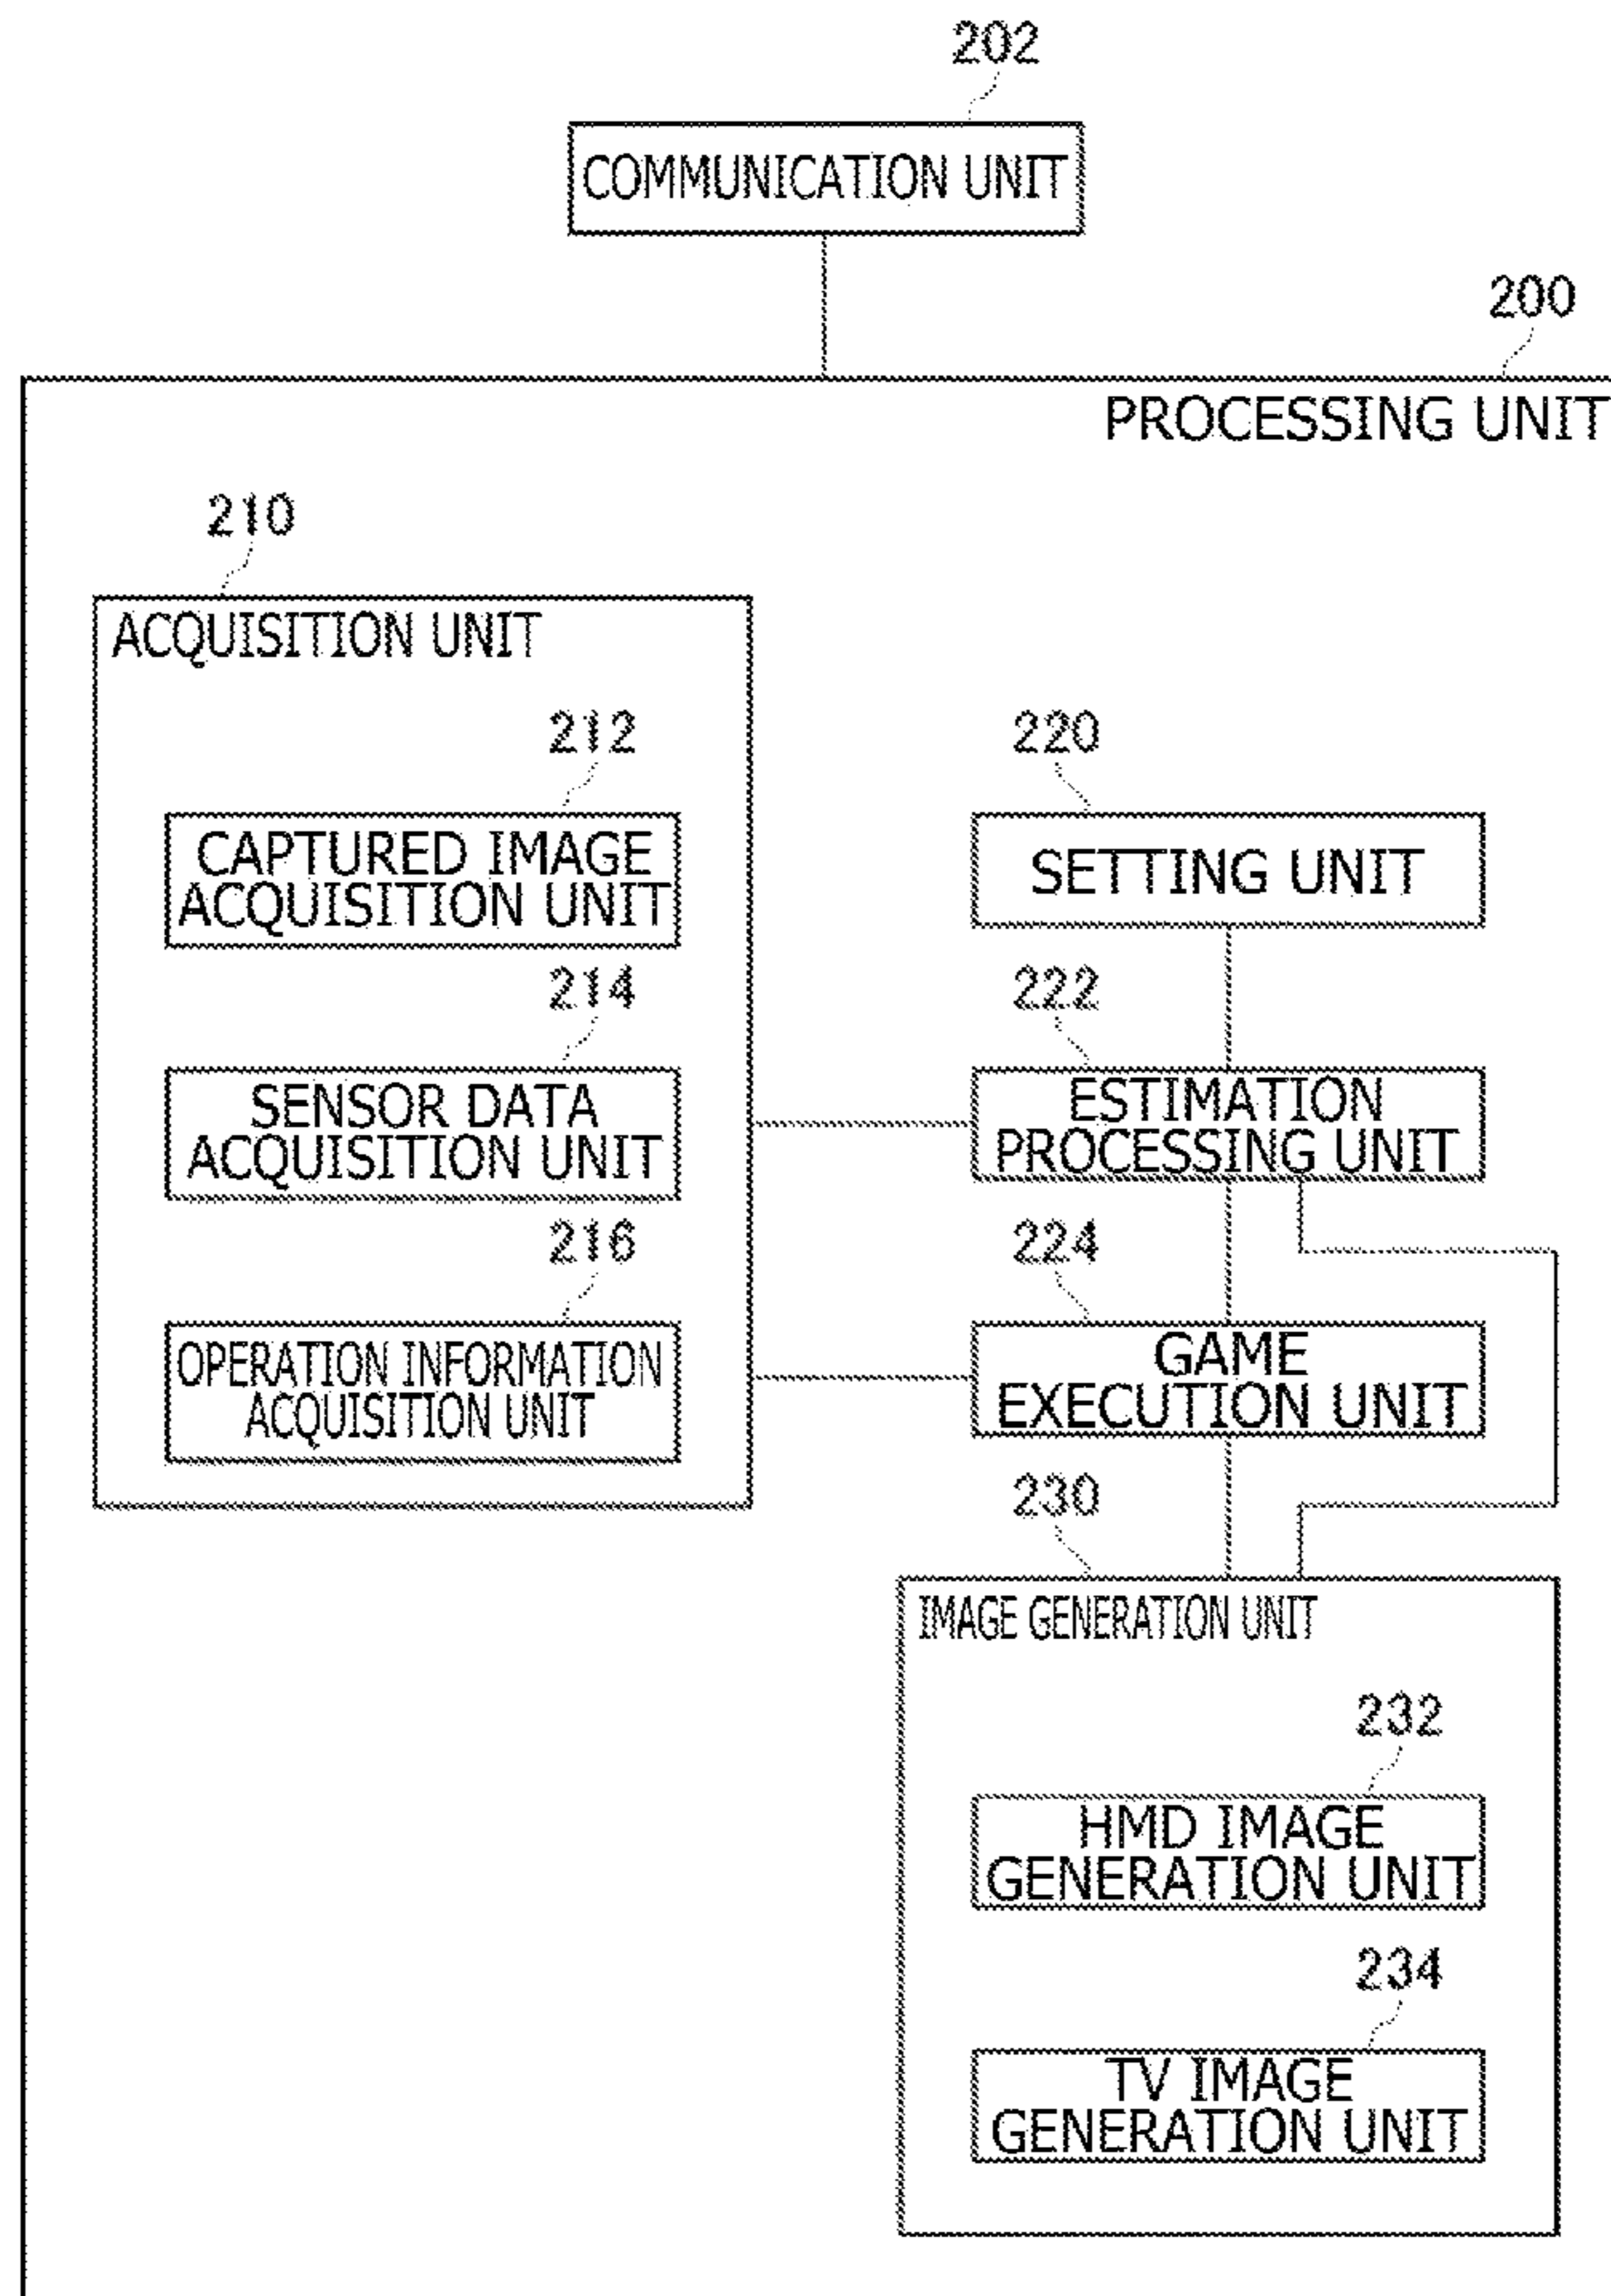 202
COMMUNICATION UNIT
200
PROCESSING UNIT
210
ACQUISITION UNIT
212
CAPTURED IMAGE
ACQUISITION UNIT
214
SENSOR DATA
ACQUISITION UNIT
216
OPERATION INFORMATION
ACQUISITION UNIT
220
SETTING UNIT
222
ESTIMATION
PROCESSING UNIT
224
GAME
EXECUTION UNIT
230
IMAGE GENERATION UNIT
232
HMD IMAGE
GENERATION UNIT
234
TV IMAGE
GENERATION UNIT